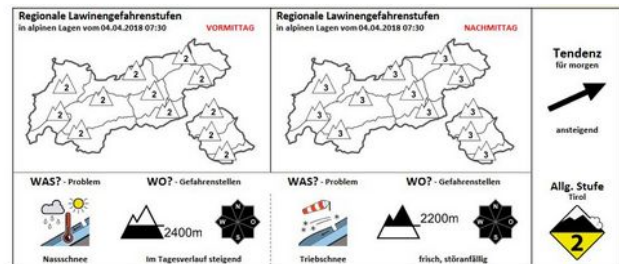 Regionale Lawinengefahrenstufen
in alpinen Lagen vom 04.04.2018 07:30 VORMITTAG
2
2
2
2
2
2
2
2
2
2
2
Regionale Lawinengefahrenstufen
in alpinen Lagen vom 04.04.2018 07:30 NACHMITTAG
3
3
3
3
3
3
3
3
3
3
3
Tendenz
für morgen
ansteigend
WAS? - Problem
WO? - Gefahrenstellen
2400m
N
W O
S
Nassschnee
Im Tagesverlauf steigend
WAS? - Problem
WO? - Gefahrenstellen
2200m
N
W O
S
Triebschnee
frisch, störanfällig
Allg. Stufe
Tirol
2